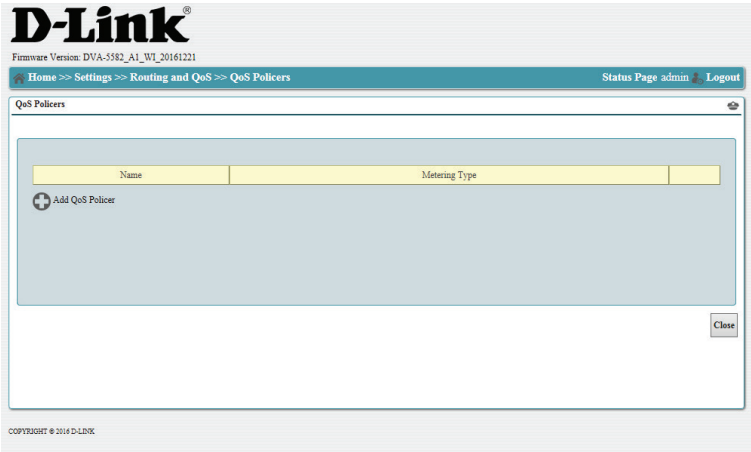 D-Link®
Firmware Version: DVA-5582_A1_WI_20161221
Home >> Settings >> Routing and QoS >> QoS Policers Status Page admin Logout
QoS Policers
Name Metering Type
Add QoS Policer
Close
COPYRIGHT © 2016 D-LINK